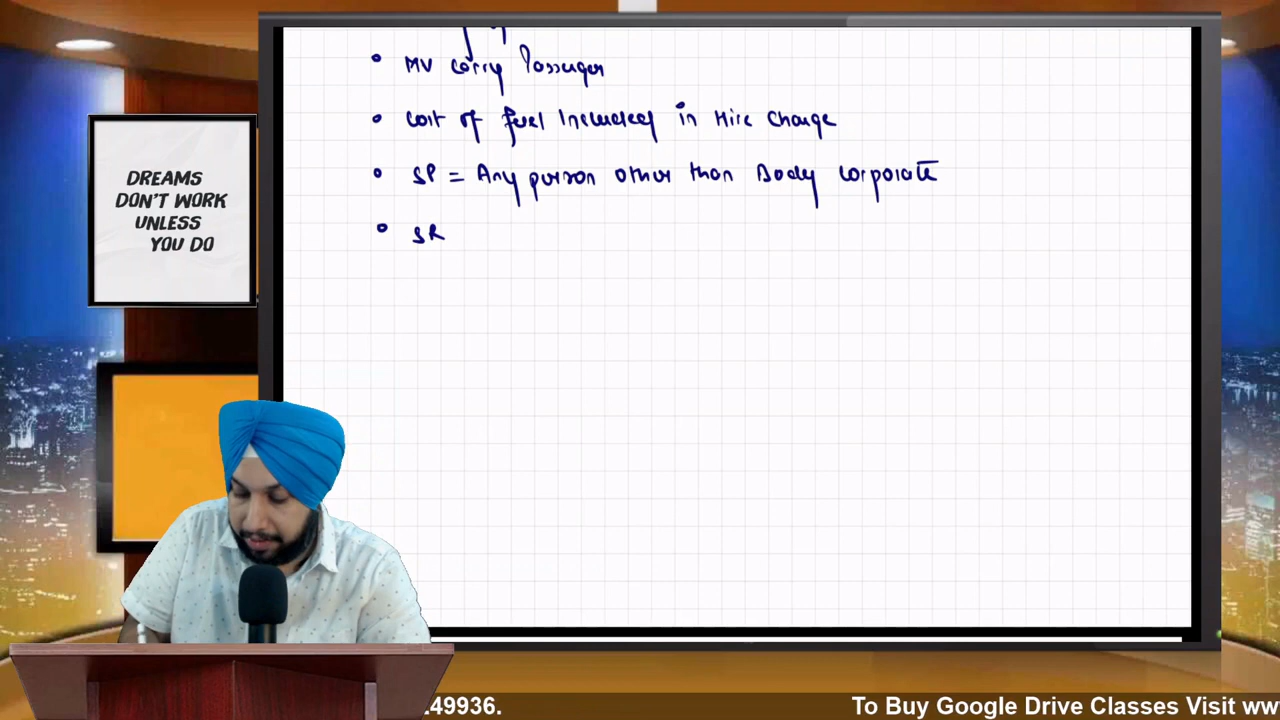 • MV carry Passenger
• Cost of fuel Included in Hire Charge
• SP = Any person other than Body Corporate
• SR
DREAMS
DON'T WORK
UNLESS
YOU DO
.49936.
To Buy Google Drive Classes Visit ww